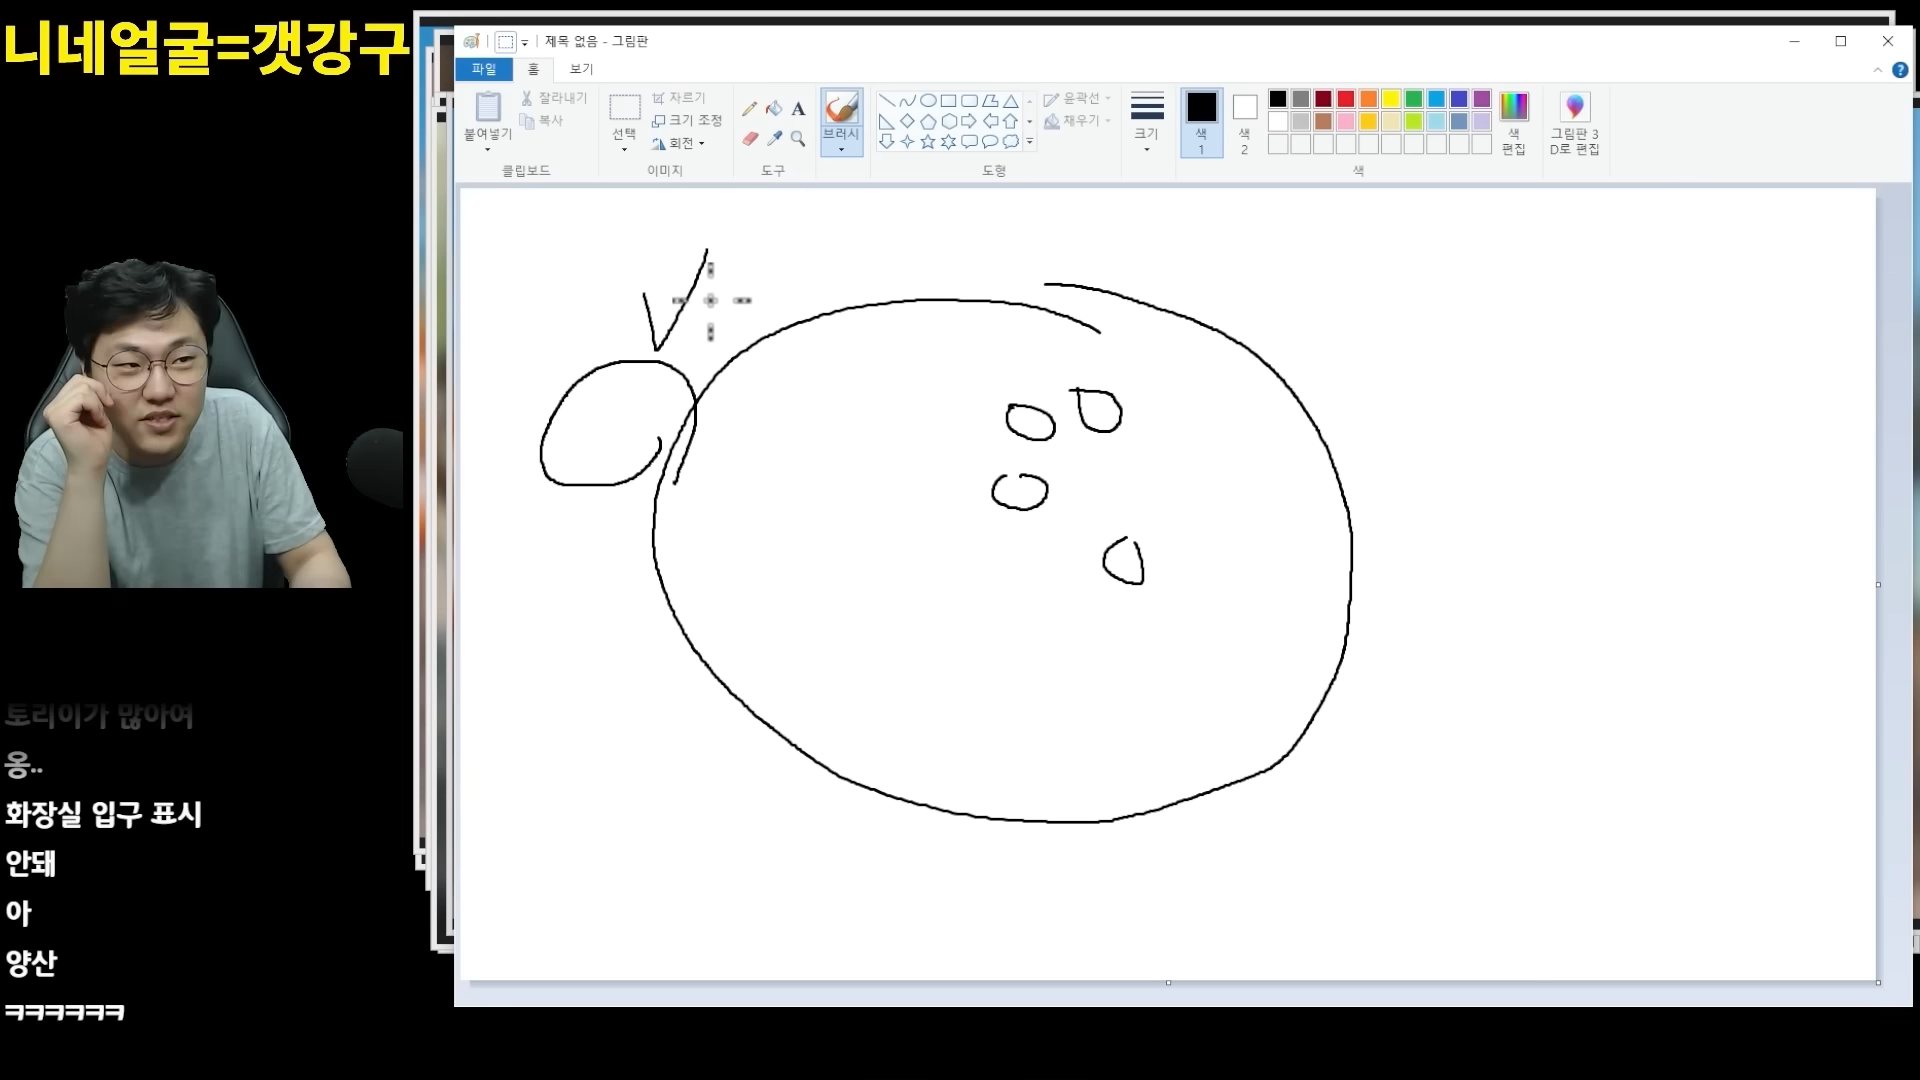 니네얼굴=갯강구
제목 없음 - 그림판
파일 홈 보기
붙여넣기
잘라내기
복사
클립보드
선택
자르기
크기 조정
회전
이미지
A
도구
브러시
윤곽선
채우기
도형
크기
색
1
색
2
색
편집
색
그림판 3
D로 편집
토리이가 많아여
옹..
화장실 입구 표시
안돼
아
양산
ㅋㅋㅋㅋㅋㅋ